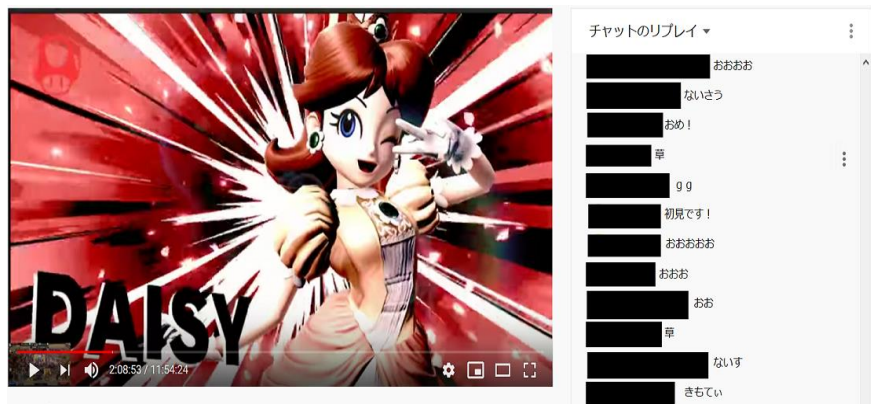 DAISY
2:08:53 / 11:54:24
チャットのリプレイ
おおおお
ないさう
おめ！
草
ｇｇ
初見です！
おおおおお
おおお
おお
草
ないす
きもてぃ